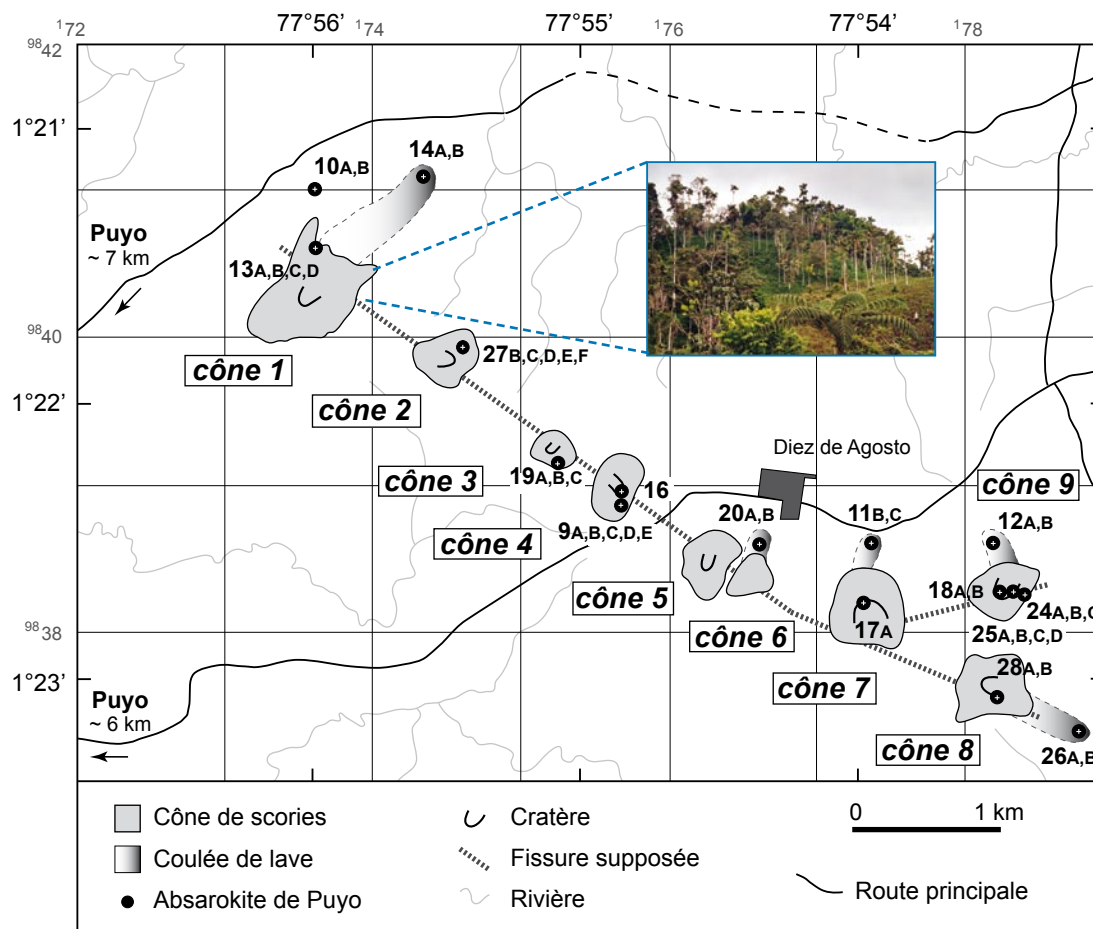 172 77°56’ 174 77°55’ 176 77°54’ 178
9842
1°21’
10A,B
14A,B
Puyo
~ 7 km
13A,B,C,D
9840
cône 1
27B,C,D,E,F
cône 2
1°22’
Diez de Agosto
cône 3
19A,B,C
16
cône 9
20A,B
11B,C
12A,B
9A,B,C,D,E
cône 4
cône 5
18A,B
24A,B,C
17A
25A,B,C,D
9838
cône 6
28A,B
1°23’
cône 7
Puyo
~ 6 km
cône 8
26A,B
Cône de scories
Cratère
0 1 km
Coulée de lave
Fissure supposée
Absarokite de Puyo
Rivière
Route principale